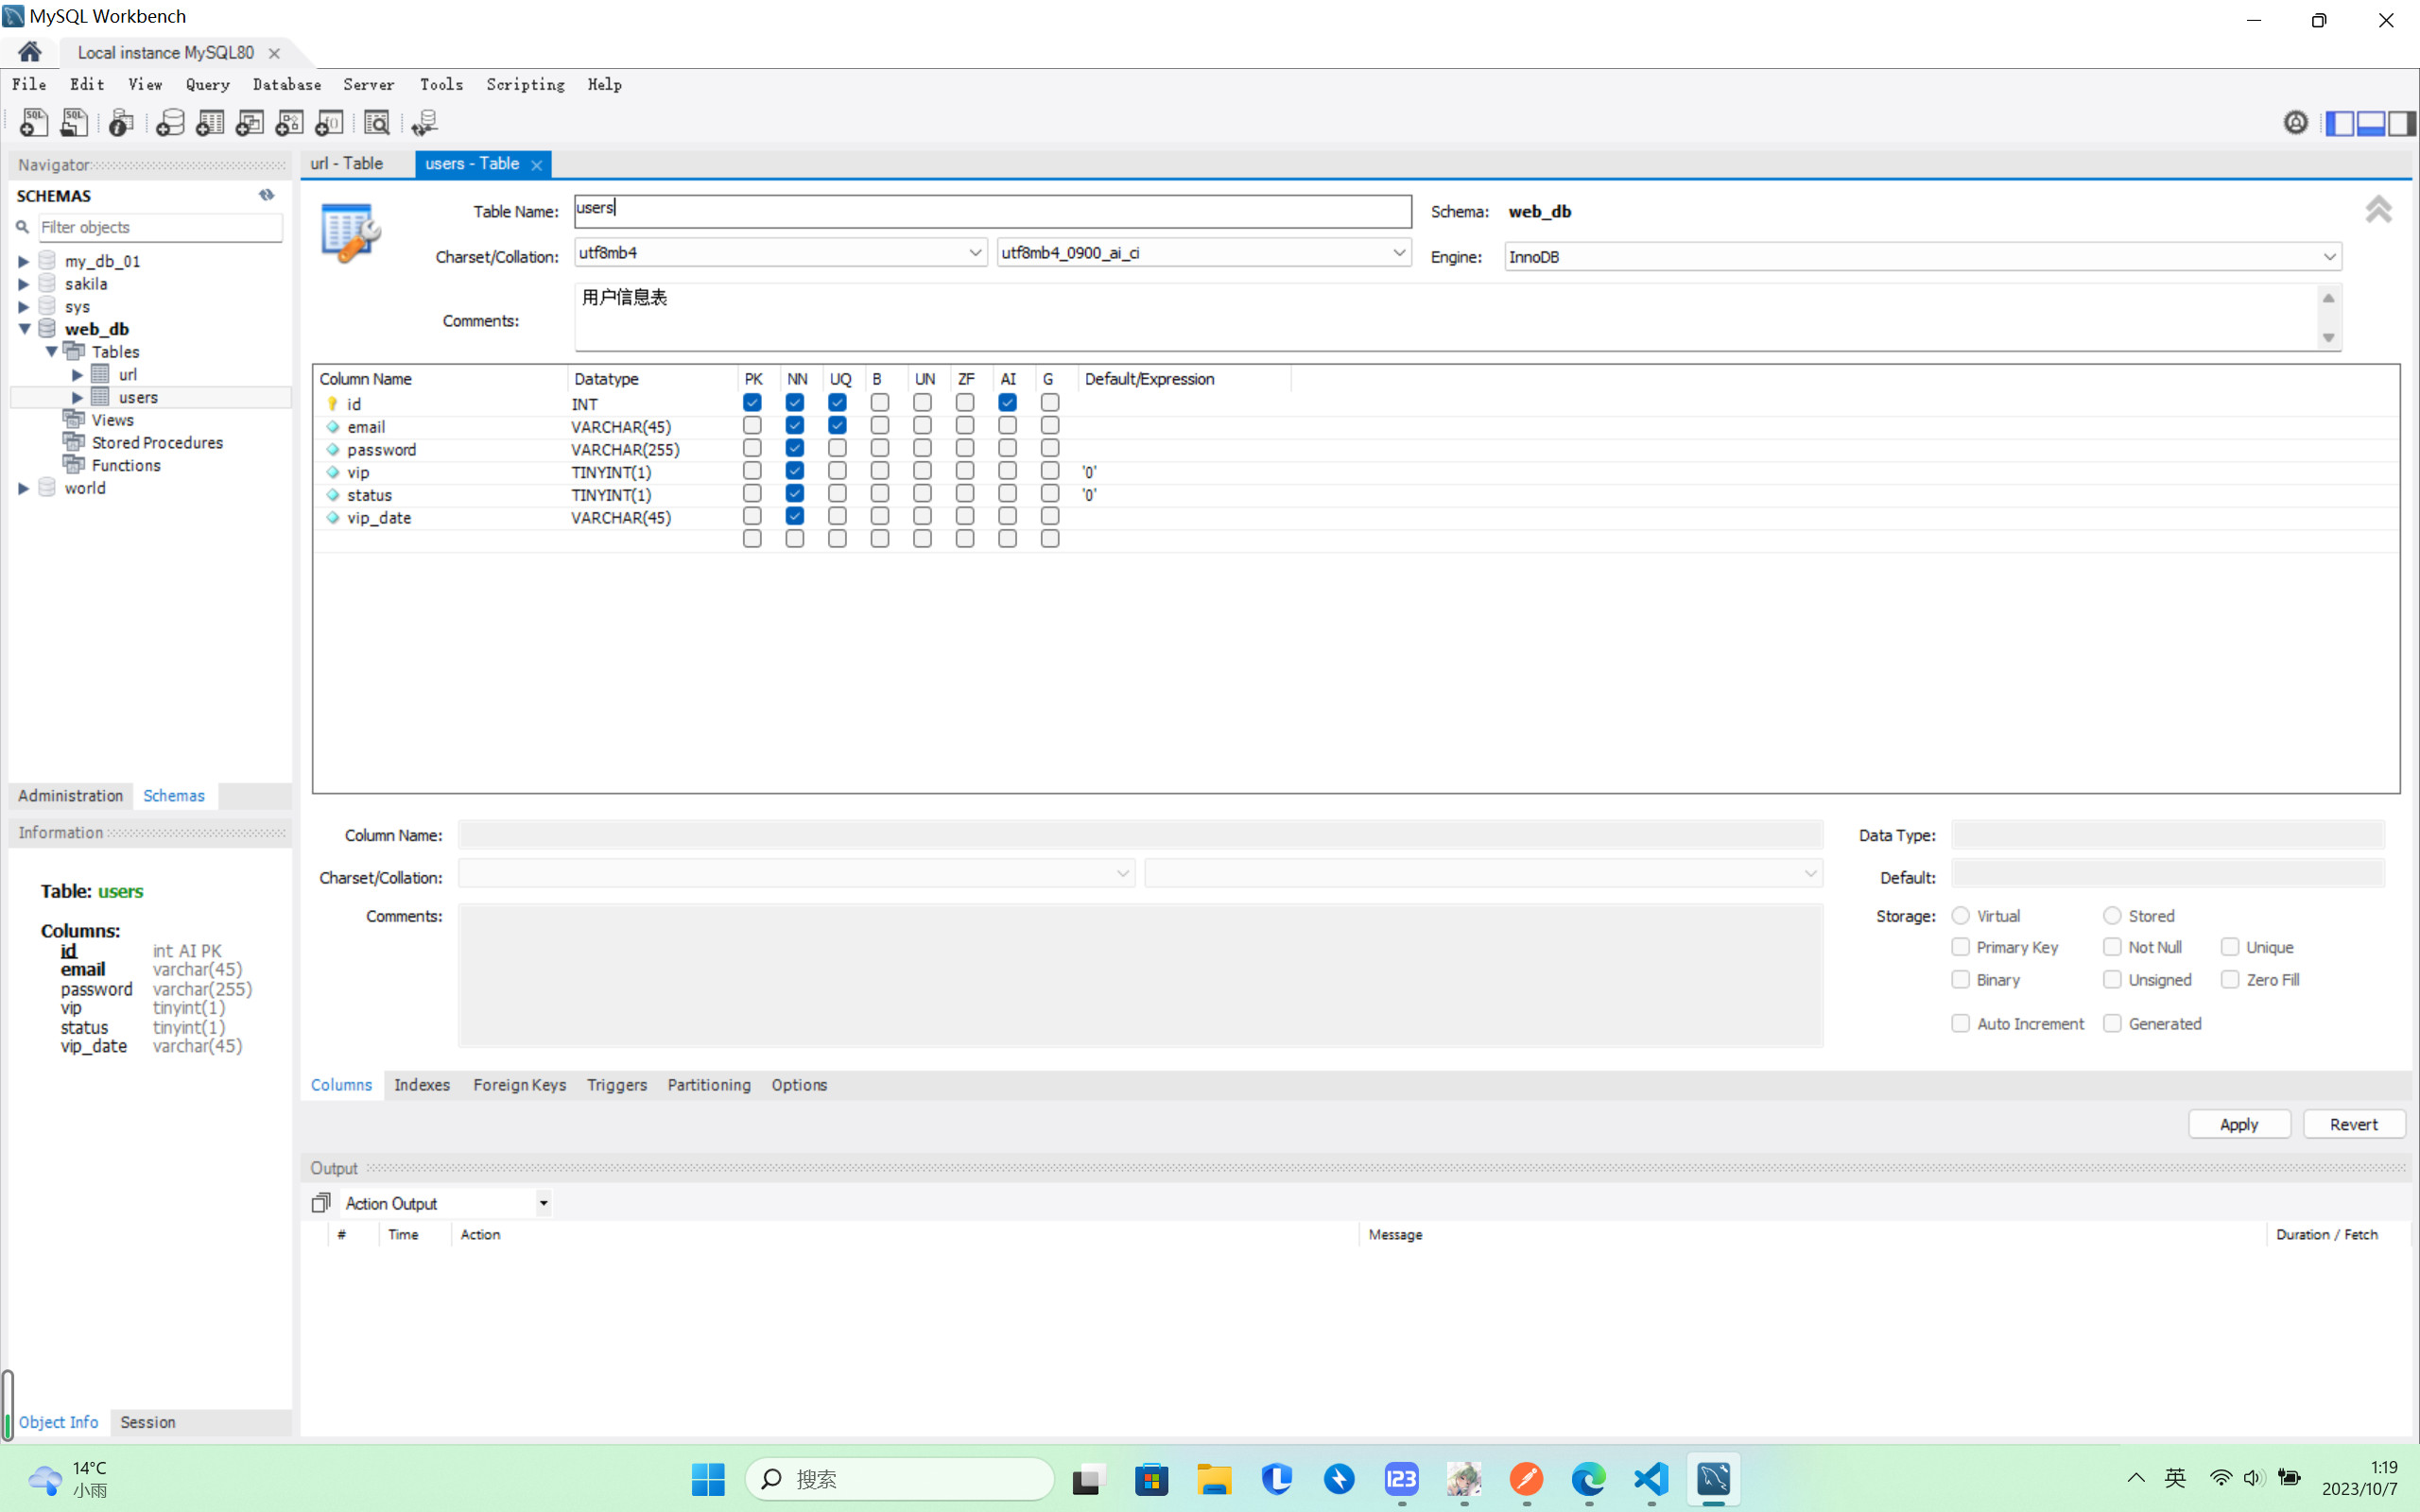 MySQL Workbench
Local instance MySQL80
File Edit View Query Database Server Tools Scripting Help
Navigator
SCHEMAS
Filter objects
my_db_01
sakila
sys
web_db
Tables
url
users
Views
Stored Procedures
Functions
world
Administration Schemas
Information
Table: users
Columns:
id int AI PK
email varchar(45)
password varchar(255)
vip tinyint(1)
status tinyint(1)
vip_date varchar(45)
Object Info Session
url - Table users - Table
Table Name: users Schema: web_db
Charset/Collation: utf8mb4 utf8mb4_0900_ai_ci Engine: InnoDB
Comments: 用户信息表
Column Name Datatype PK NN UQ B UN ZF AI G Default/Expression
id INT
email VARCHAR(45)
password VARCHAR(255)
vip TINYINT(1) '0'
status TINYINT(1) '0'
vip_date VARCHAR(45)
Column Name: Data Type:
Charset/Collation: Default:
Comments: Storage: Virtual Stored
Primary Key Not Null Unique
Binary Unsigned Zero Fill
Auto Increment Generated
Columns Indexes Foreign Keys Triggers Partitioning Options
Apply Revert
Output
Action Output
# Time Action Message Duration / Fetch
14°C
小雨
搜索
123
英
1:19
2023/10/7